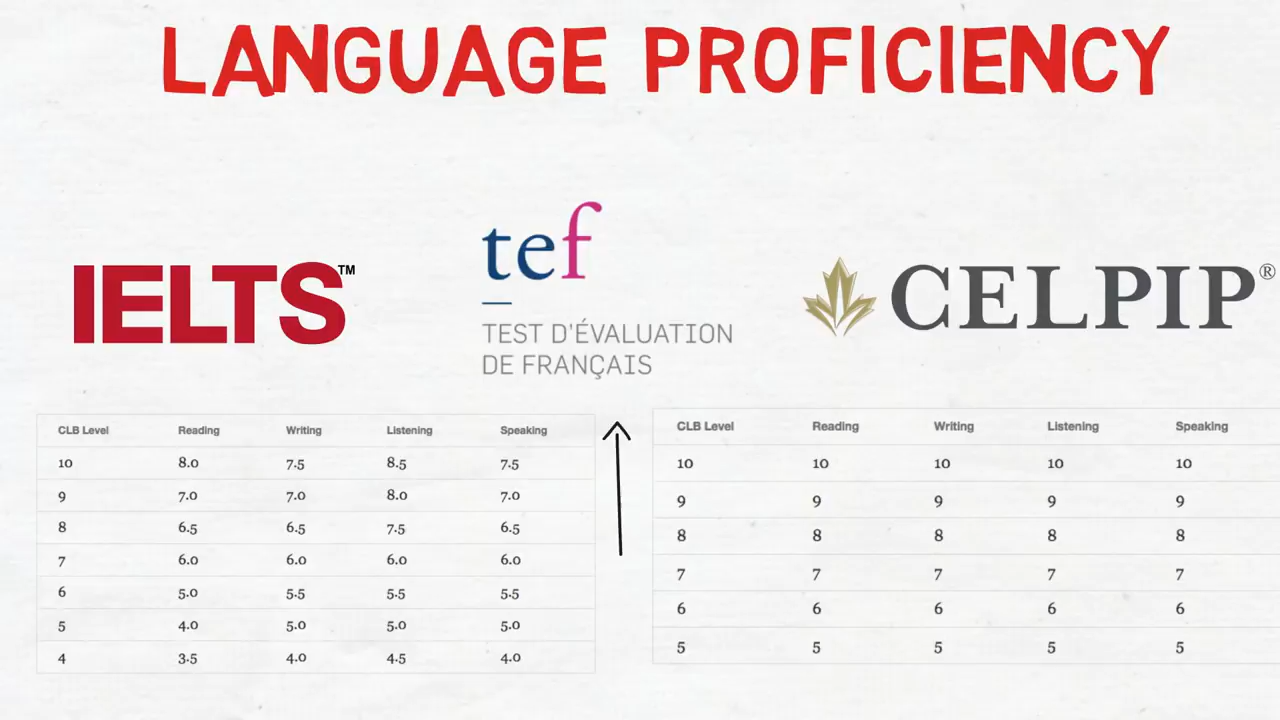 LANGUAGE PROFICIENCY
IELTS™
tef
TEST D'ÉVALUATION
DE FRANÇAIS
CELPIP®
CLB Level Reading Writing Listening Speaking
10 8.0 7.5 8.5 7.5
9 7.0 7.0 8.0 7.0
8 6.5 6.5 7.5 6.5
7 6.0 6.0 6.0 6.0
6 5.0 5.5 5.5 5.5
5 4.0 5.0 5.0 5.0
4 3.5 4.0 4.5 4.0
CLB Level Reading Writing Listening Speaking
10 10 10 10 10
9 9 9 9 9
8 8 8 8 8
7 7 7 7 7
6 6 6 6 6
5 5 5 5 5